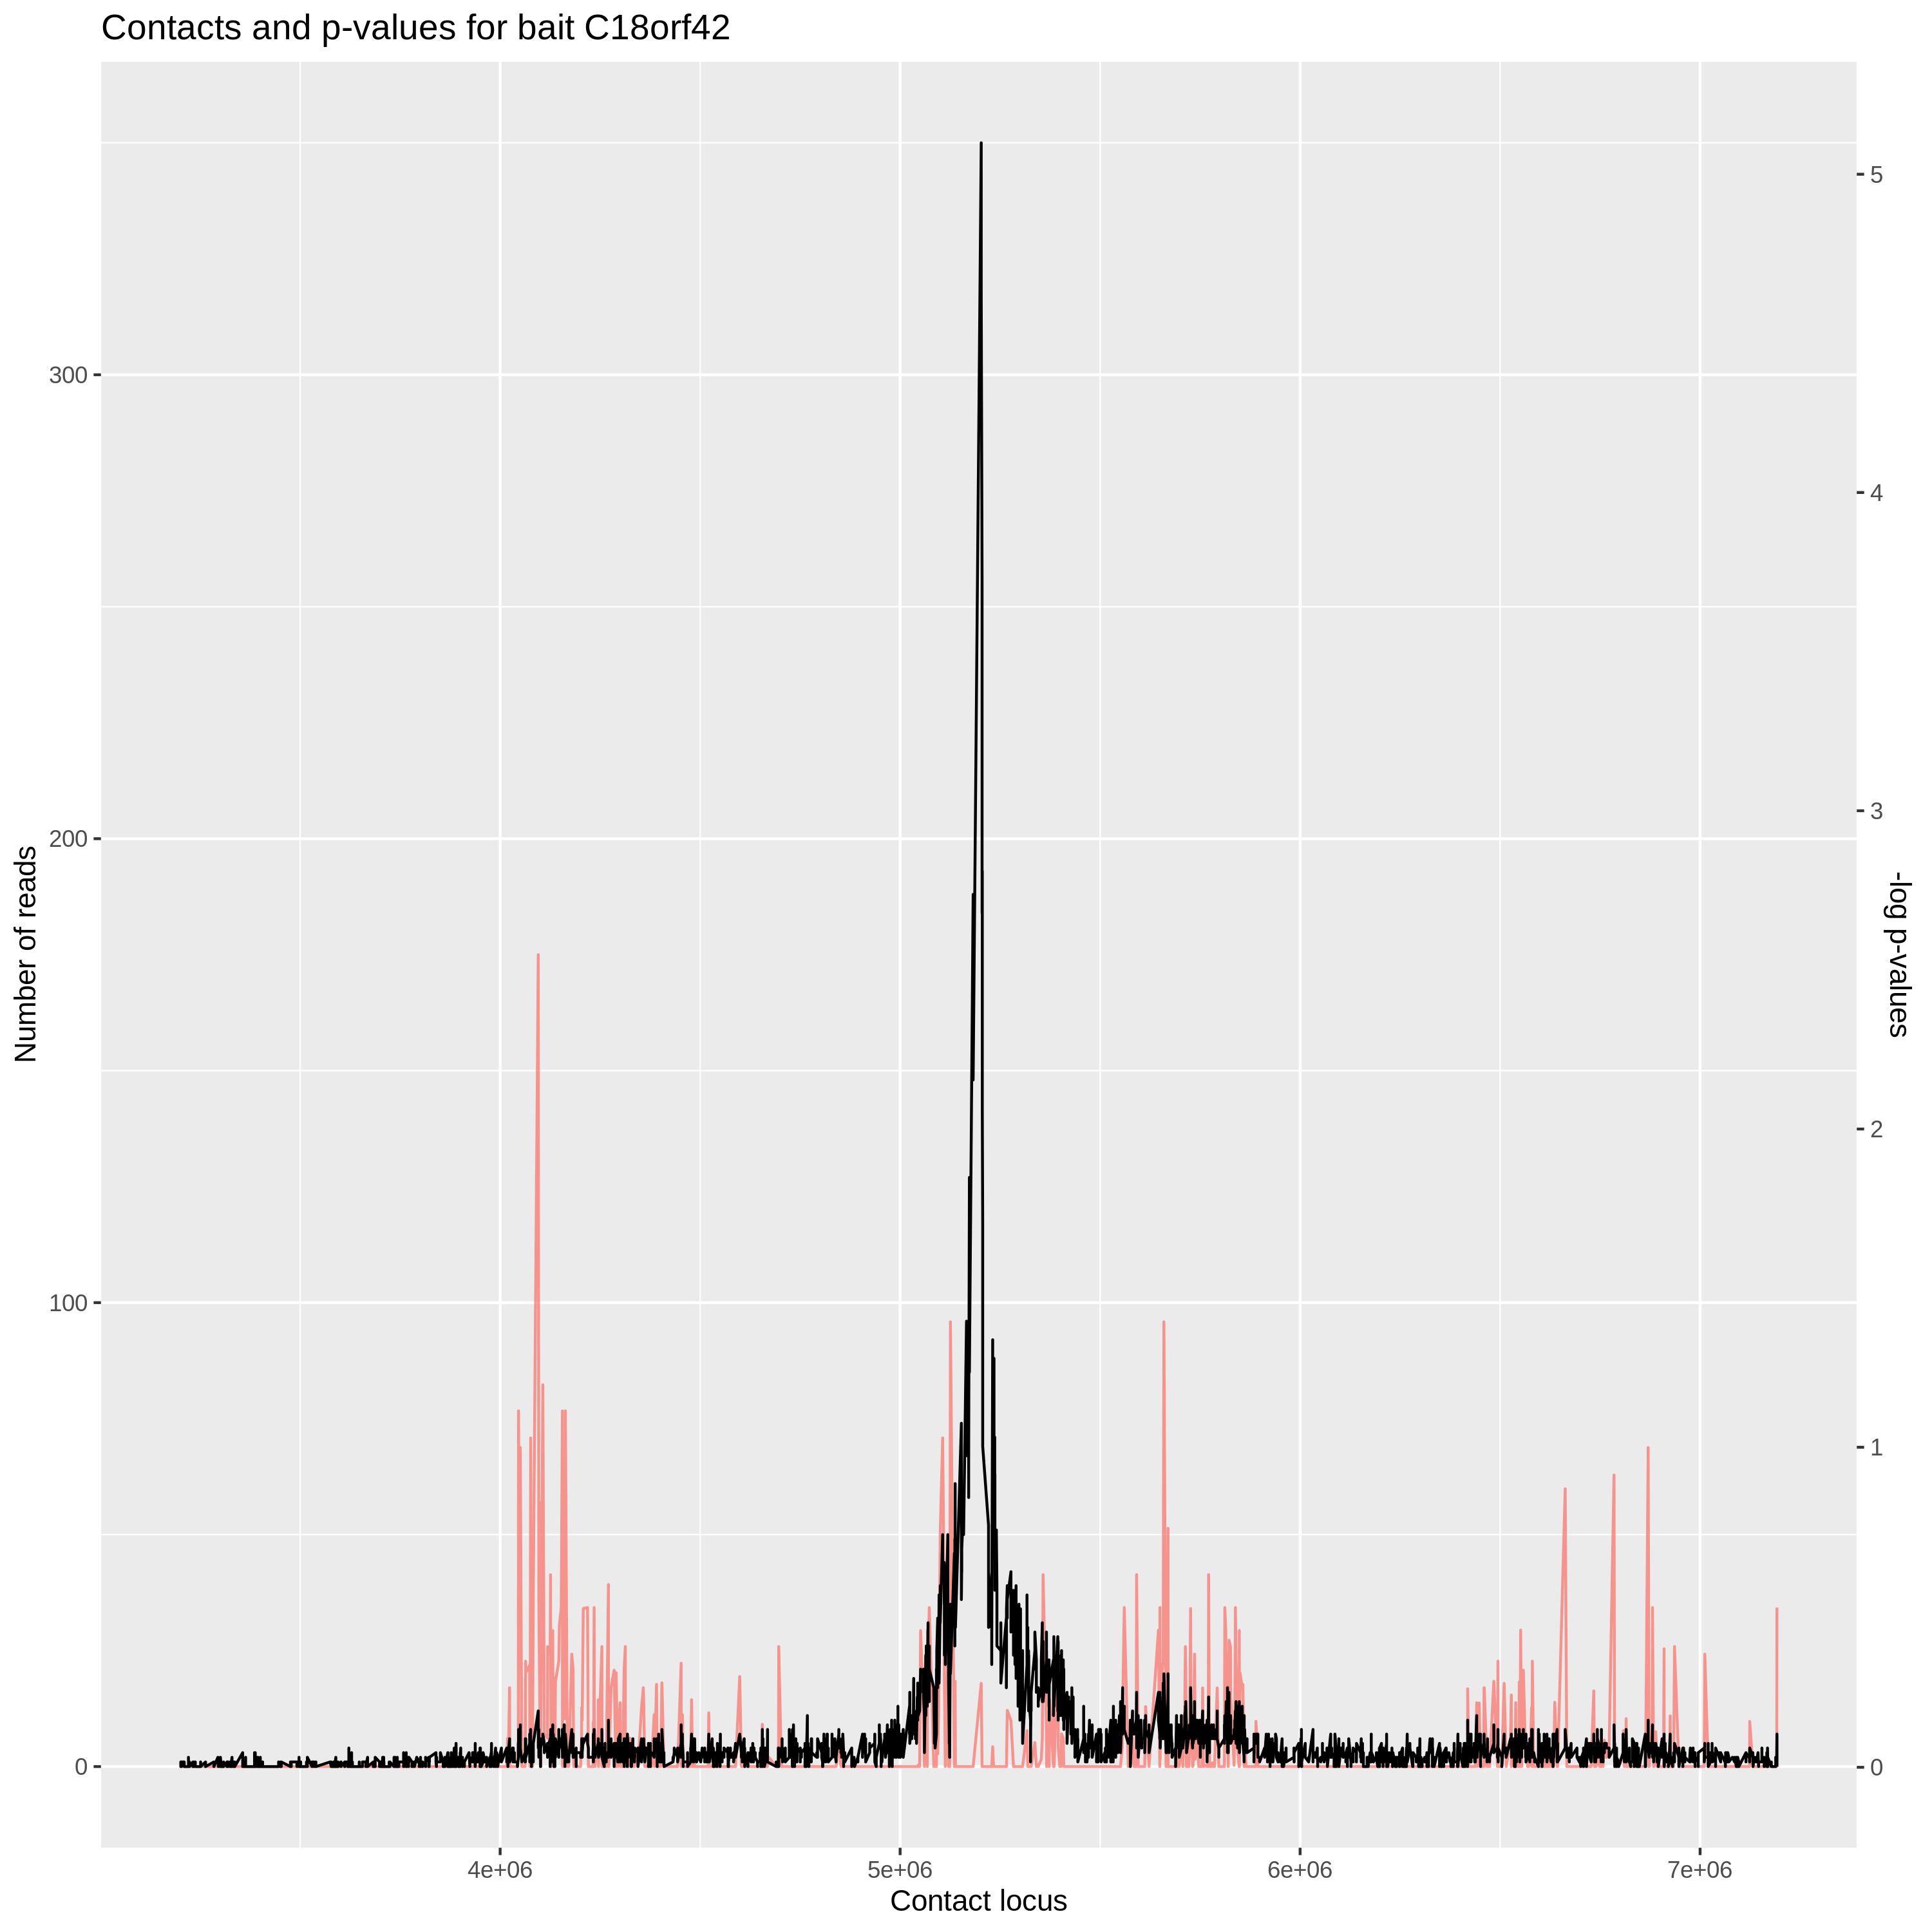 Contacts and p-values for bait C18orf42
Number of reads
300
200
100
0
5
4
3
2
1
0
-log p-values
4e+06
5e+06
6e+06
7e+06
Contact locus